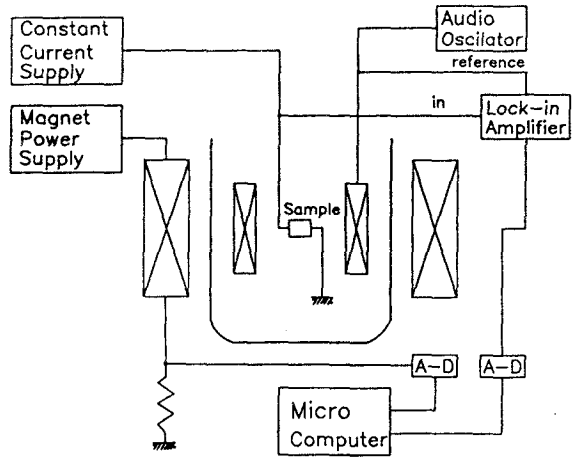 Constant
Current
Supply
Audio
Oscilator
reference
Magnet
Power
Supply
in
Lock-in
Amplifier
Sample
A-D
A-D
Micro
Computer